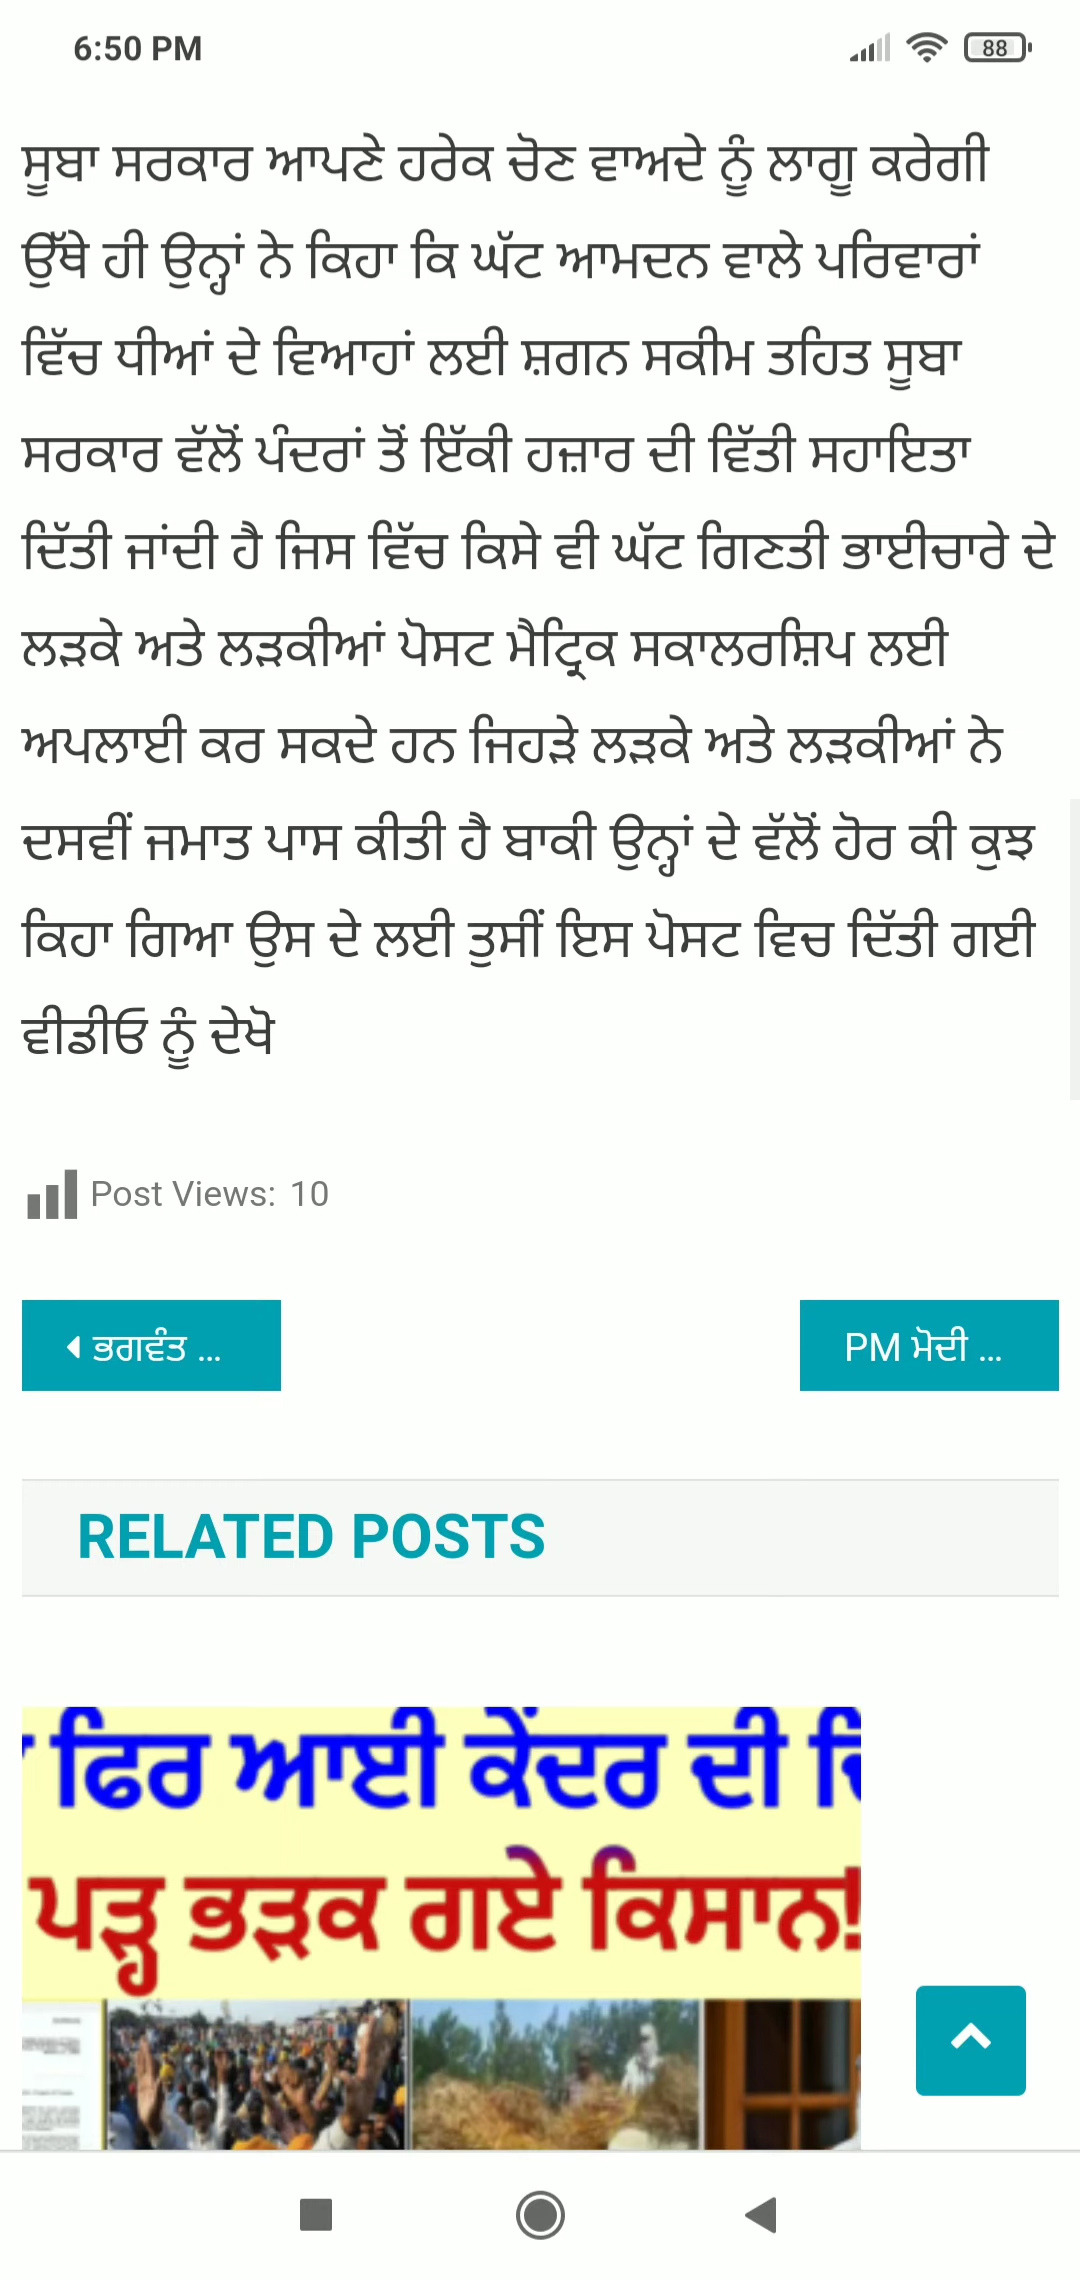 6:50 PM
88
ਸੂਬਾ ਸਰਕਾਰ ਆਪਣੇ ਹਰੇਕ ਚੋਣ ਵਾਅਦੇ ਨੂੰ ਲਾਗੂ ਕਰੇਗੀ
ਉੱਥੇ ਹੀ ਉਨ੍ਹਾਂ ਨੇ ਕਿਹਾ ਕਿ ਘੱਟ ਆਮਦਨ ਵਾਲੇ ਪਰਿਵਾਰਾਂ
ਵਿੱਚ ਧੀਆਂ ਦੇ ਵਿਆਹਾਂ ਲਈ ਸ਼ਗਨ ਸਕੀਮ ਤਹਿਤ ਸੂਬਾ
ਸਰਕਾਰ ਵੱਲੋਂ ਪੰਦਰਾਂ ਤੋਂ ਇੱਕੀ ਹਜ਼ਾਰ ਦੀ ਵਿੱਤੀ ਸਹਾਇਤਾ
ਦਿੱਤੀ ਜਾਂਦੀ ਹੈ ਜਿਸ ਵਿੱਚ ਕਿਸੇ ਵੀ ਘੱਟ ਗਿਣਤੀ ਭਾਈਚਾਰੇ ਦੇ
ਲੜਕੇ ਅਤੇ ਲੜਕੀਆਂ ਪੋਸਟ ਮੈਟ੍ਰਿਕ ਸਕਾਲਰਸ਼ਿਪ ਲਈ
ਅਪਲਾਈ ਕਰ ਸਕਦੇ ਹਨ ਜਿਹੜੇ ਲੜਕੇ ਅਤੇ ਲੜਕੀਆਂ ਨੇ
ਦਸਵੀਂ ਜਮਾਤ ਪਾਸ ਕੀਤੀ ਹੈ ਬਾਕੀ ਉਨ੍ਹਾਂ ਦੇ ਵੱਲੋਂ ਹੋਰ ਕੀ ਕੁਝ
ਕਿਹਾ ਗਿਆ ਉਸ ਦੇ ਲਈ ਤੁਸੀਂ ਇਸ ਪੋਸਟ ਵਿਚ ਦਿੱਤੀ ਗਈ
ਵੀਡੀਓ ਨੂੰ ਦੇਖੋ
Post Views: 10
ਭਗਵੰਤ ...
PM ਮੋਦੀ ...
RELATED POSTS
ਫਿਰ ਆਈ ਕੇਂਦਰ ਦੀ
ਪੜ੍ਹ ਭੜਕ ਗਏ ਕਿਸਾਨ!